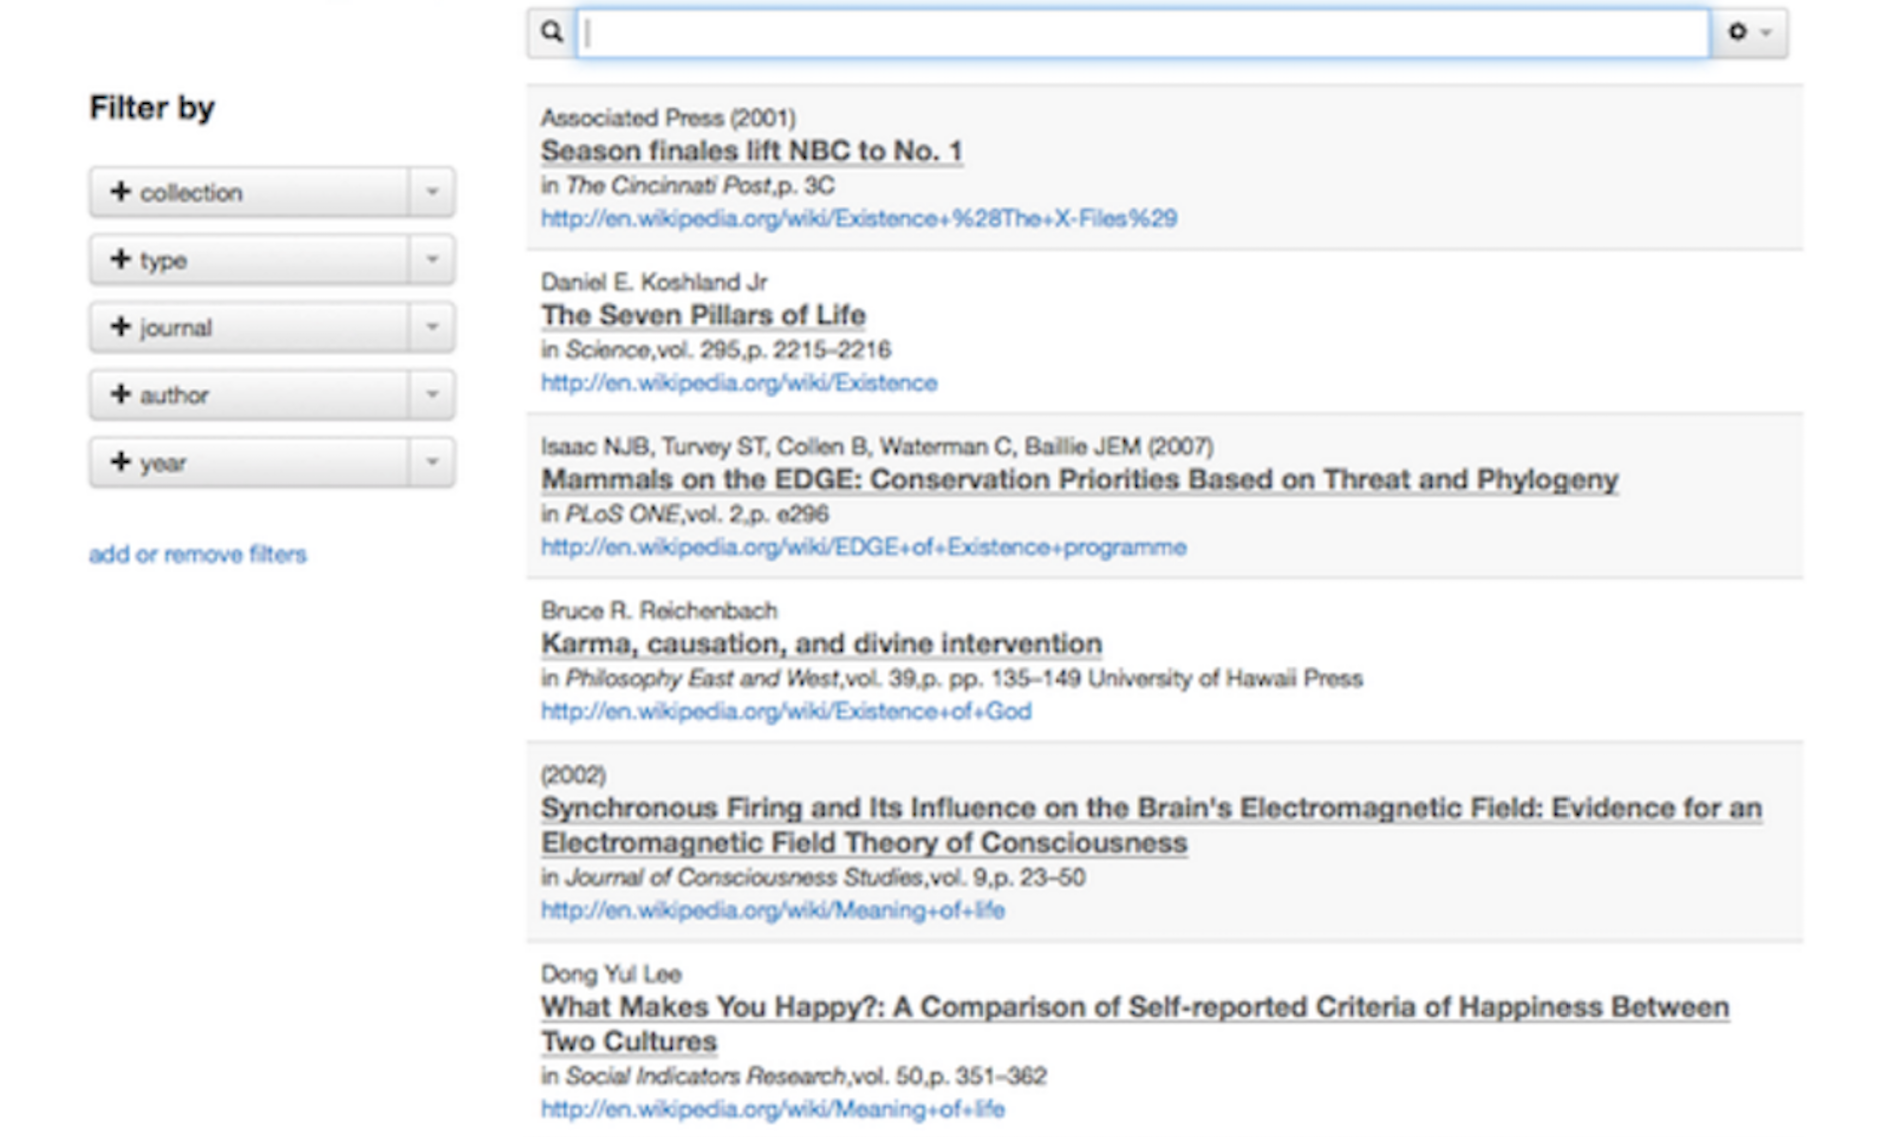 Filter by
+ collection
+ type
+ journal
+ author
+ year
add or remove filters
Associated Press (2001)
Season finales lift NBC to No. 1
in The Cincinnati Post,p. 3C
http://en.wikipedia.org/wiki/Existence+%28The+X-Files%29
Daniel E. Koshland Jr
The Seven Pillars of Life
in Science,vol. 295,p. 2215–2216
http://en.wikipedia.org/wiki/Existence
Isaac NJB, Turvey ST, Collen B, Waterman C, Baillie JEM (2007)
Mammals on the EDGE: Conservation Priorities Based on Threat and Phylogeny
in PLoS ONE,vol. 2,p. e296
http://en.wikipedia.org/wiki/EDGE+of+Existence+programme
Bruce R. Reichenbach
Karma, causation, and divine intervention
in Philosophy East and West,vol. 39,p. pp. 135–149 University of Hawaii Press
http://en.wikipedia.org/wiki/Existence+of+God
(2002)
Synchronous Firing and Its Influence on the Brain's Electromagnetic Field: Evidence for an
Electromagnetic Field Theory of Consciousness
in Journal of Consciousness Studies,vol. 9,p. 23–50
http://en.wikipedia.org/wiki/Meaning+of+life
Dong Yul Lee
What Makes You Happy?: A Comparison of Self-reported Criteria of Happiness Between
Two Cultures
in Social Indicators Research,vol. 50,p. 351–362
http://en.wikipedia.org/wiki/Meaning+of+life